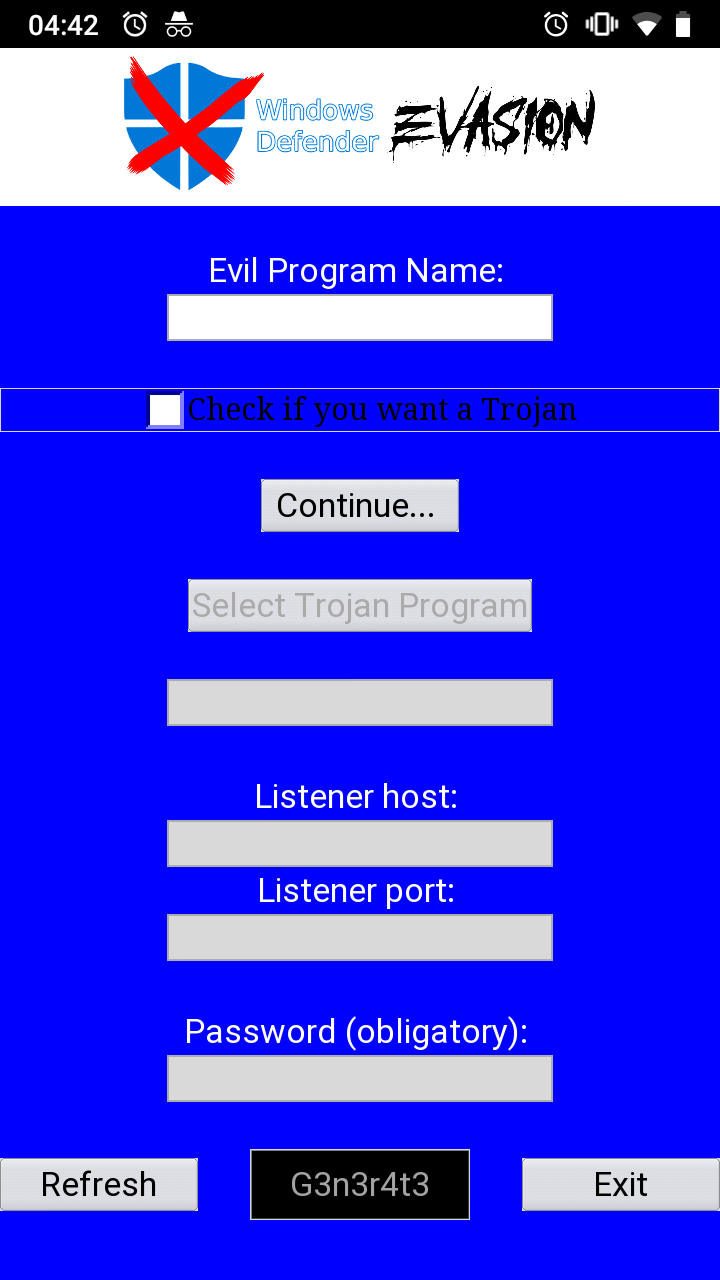 04:42
Windows
Defender
EVASION
Evil Program Name:
Check if you want a Trojan
Continue...
Select Trojan Program
Listener host:
Listener port:
Password (obligatory):
Refresh
G3n3r4t3
Exit